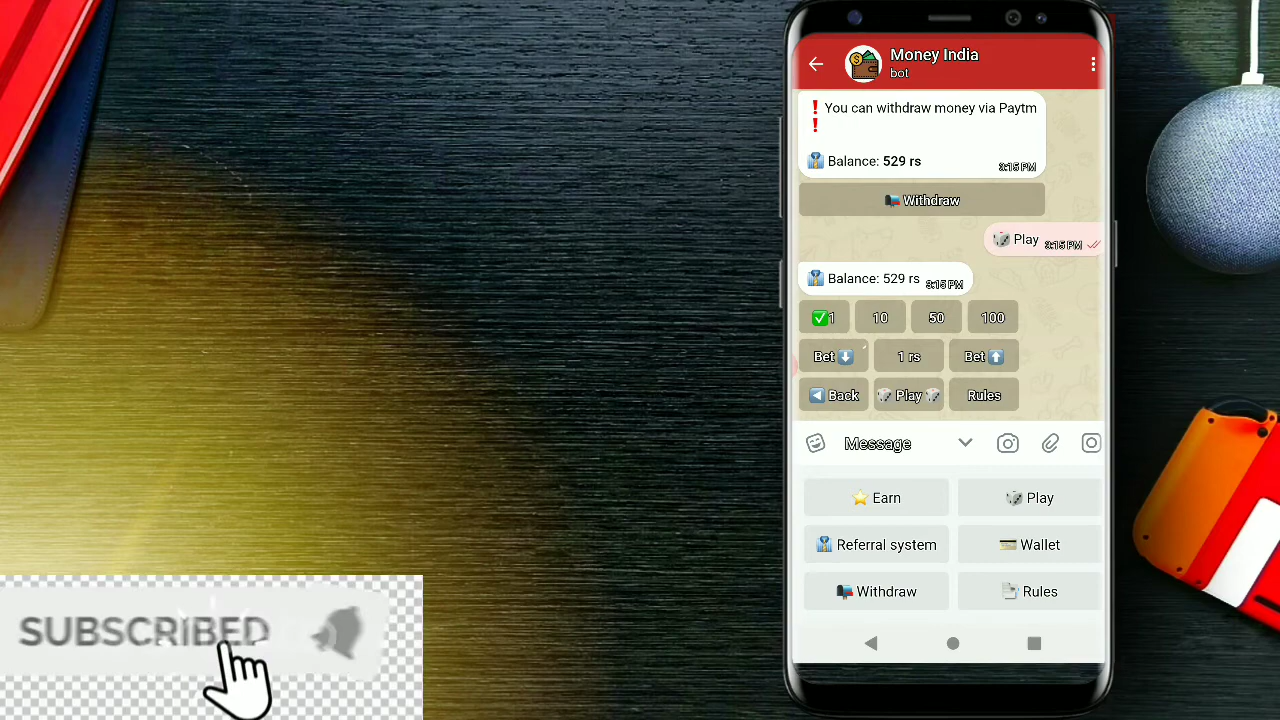 Money India
bot
❗ You can withdraw money via Paytm
❗
Balance: 529 rs
3:15 PM
Withdraw
Play 3:15 PM
Balance: 529 rs 3:15 PM
✅1 10 50 100
Bet ⬇️ 1 rs Bet ⬆️
◀️ Back 🎲 Play 🎲 Rules
Message
⭐ Earn 🎲 Play
Referral system Wallet
Withdraw Rules
SUBSCRIBED